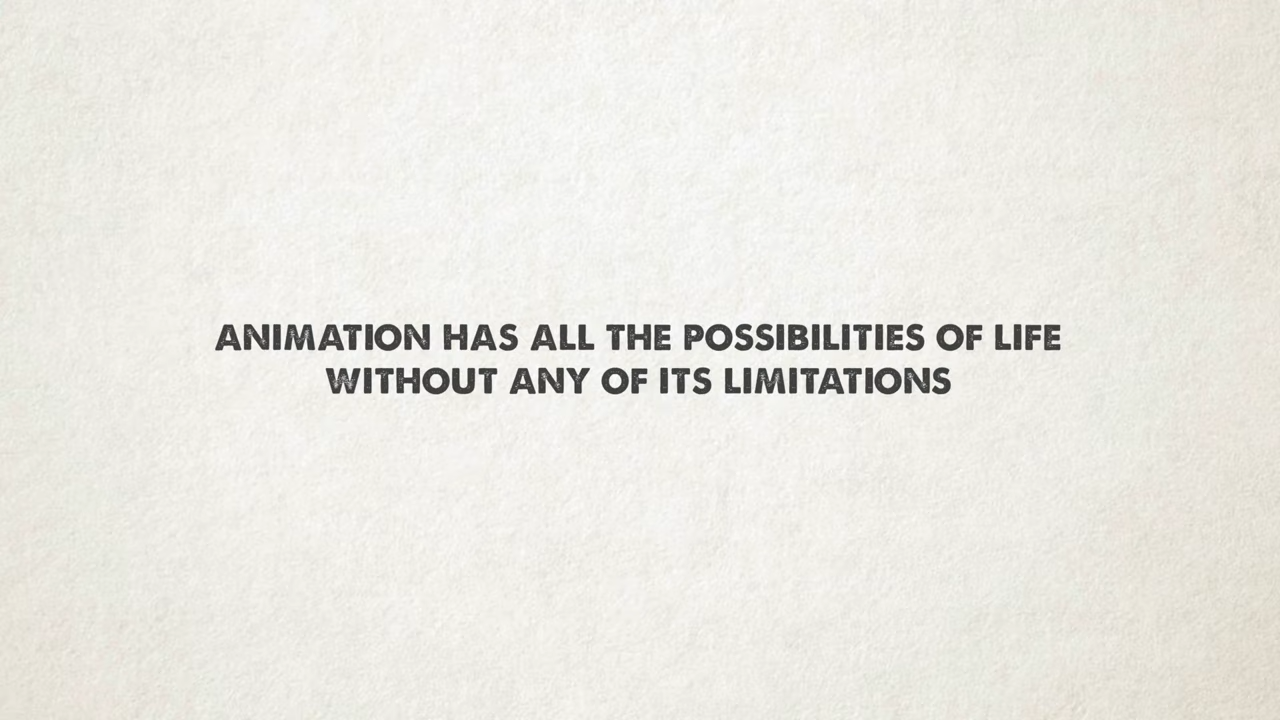 ANIMATION HAS ALL THE POSSIBILITIES OF LIFE
WITHOUT ANY OF ITS LIMITATIONS